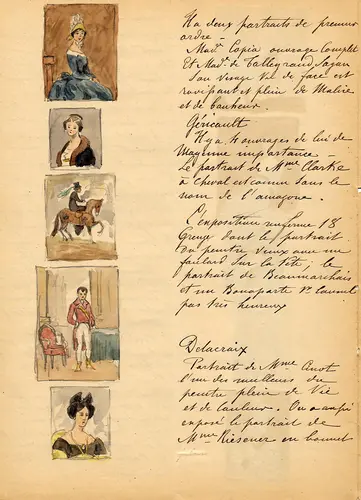 Il a deux portraits de premier
ordre –
Mad. Copia ouvrage complet
Et Mad. de Talleyrand
Son visage Vu de face est
ravissant et plein de Malice
et de bonheur.
Géricault
Il y a 4 ouvrages de lui de
Moyenne importance –
Le portrait de Mme Clarke
à Cheval est connu sous le
nom de l'amazone.
L'exposition renferme 18
Greuze dont le portrait
du peintre Vieux avec un
foulard Sur la tête; le
portrait de Beaumarchais
et un Bonaparte 1er Consul
pas très heureux
Delacroix
Portrait de Mme
l'un des meilleurs du
peintre plein de Vie
et de Couleur. On a aussi
exposé le portrait de
Mme Riesener en bonnet